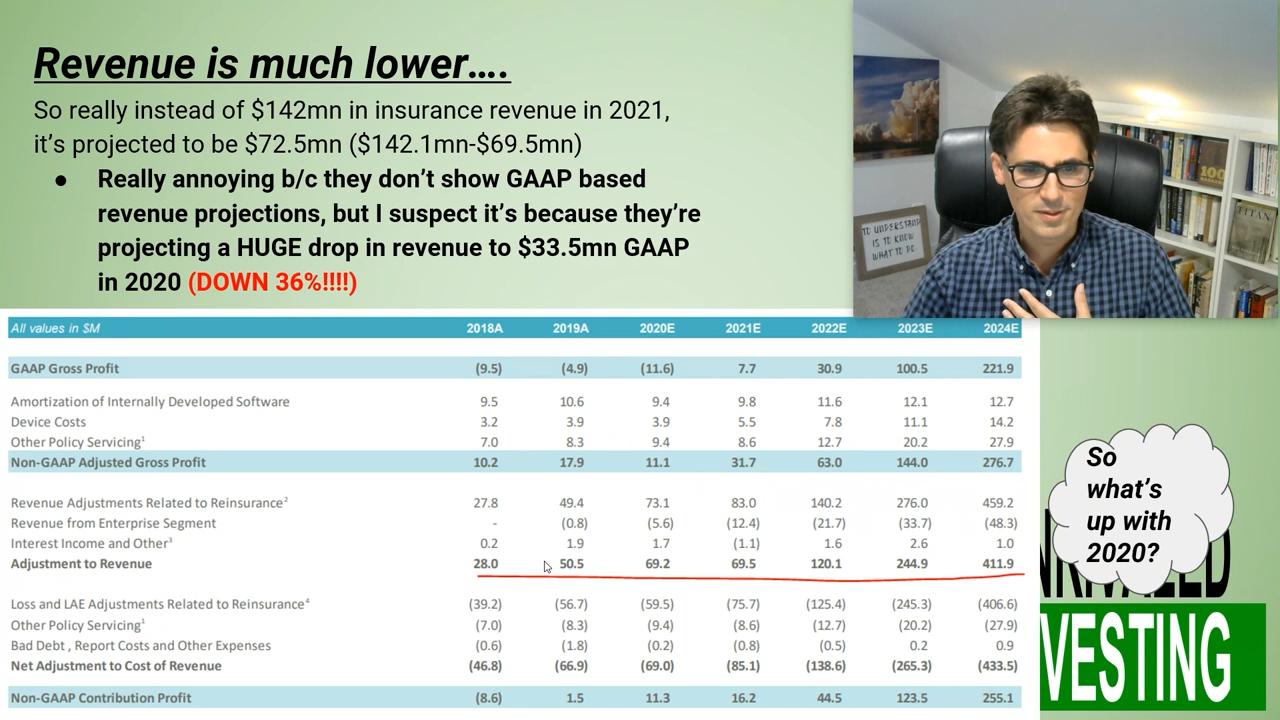 Revenue is much lower….
So really instead of $142mn in insurance revenue in 2021,
it's projected to be $72.5mn ($142.1mn-$69.5mn)
● Really annoying b/c they don't show GAAP based
revenue projections, but I suspect it's because they're
projecting a HUGE drop in revenue to $33.5mn GAAP
in 2020 (DOWN 36%!!!!)
TO UNDERSTAND
IS TO KNOW
WHAT TO DO.
100
TITAN
All values in $M 2018A 2019A 2020E 2021E 2022E 2023E 2024E
GAAP Gross Profit (9.5) (4.9) (11.6) 7.7 30.9 100.5 221.9
Amortization of Internally Developed Software 9.5 10.6 9.4 9.8 11.6 12.1 12.7
Device Costs 3.2 3.9 3.9 5.5 7.8 11.1 14.2
Other Policy Servicing¹ 7.0 8.3 9.4 8.6 12.7 20.2 27.9
Non-GAAP Adjusted Gross Profit 10.2 17.9 11.1 31.7 63.0 144.0 276.7
Revenue Adjustments Related to Reinsurance² 27.8 49.4 73.1 83.0 140.2 276.0 459.2
Revenue from Enterprise Segment - (0.8) (5.6) (12.4) (21.7) (33.7) (48.3)
Interest Income and Other³ 0.2 1.9 1.7 (1.1) 1.6 2.6 1.0
Adjustment to Revenue 28.0 50.5 69.2 69.5 120.1 244.9 411.9
Loss and LAE Adjustments Related to Reinsurance⁴ (39.2) (56.7) (59.5) (75.7) (125.4) (245.3) (406.6)
Other Policy Servicing¹ (7.0) (8.3) (9.4) (8.6) (12.7) (20.2) (27.9)
Bad Debt , Report Costs and Other Expenses (0.6) (1.8) (0.2) (0.8) (0.5) 0.2 0.9
Net Adjustment to Cost of Revenue (46.8) (66.9) (69.0) (85.1) (138.6) (265.3) (433.5)
Non-GAAP Contribution Profit (8.6) 1.5 11.3 16.2 44.5 123.5 255.1
So
what's
up with
2020?
VESTING